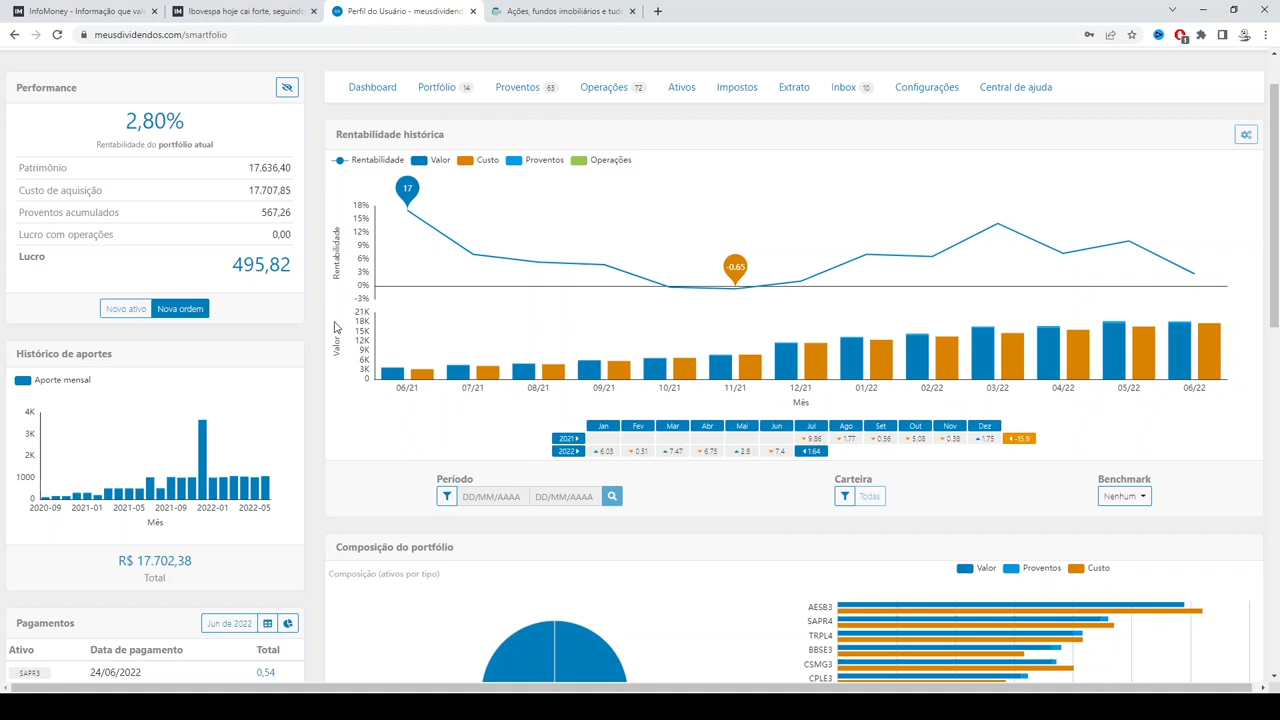 InfoMoney - Informação que vale
Ibovespa hoje cai forte, seguindo
Perfil do Usuário - meusdividend
Ações, fundos imobiliários e tud
meusdividendos.com/smartfolio
Performance
2,80%
Rentabilidade do portfólio atual
Patrimônio 17.636,40
Custo de aquisição 17.707,85
Proventos acumulados 567,26
Lucro com operações 0,00
Lucro 495,82
Novo ativo Nova ordem
Histórico de aportes
Aporte mensal
4K
3K
2K
1000
0
2020-09 2021-01 2021-0 2022-01 2022-05
Mês
R$ 17.702,38
Total
Pagamentos Jun de 2022
Ativo Data de pagamento Total
SAPR3 24/06/2022 0,54
Dashboard Portfólio 14 Proventos 63 Operações 72 Ativos Impostos Extrato Inbox 10 Configurações Central de ajuda
Rentabilidade histórica
Rentabilidade Valor Custo Proventos Operações
17
-0.65
Rentabilidade
18%
15%
12%
9%
6%
3%
0%
-3%
Valor
21K
18K
15K
12K
9K
6K
3K
0
06/21 07/21 08/21 09/21 10/21 11/21 12/21 01/22 02/22 03/22 04/22 05/22 06/22
Mês
Jan Fev Mar Abr Mai Jun Jul Ago Set Out Nov Dez
2021 9.86 1.77 0.56 5.08 0.38 1.75 -15.9
2022 6.03 0.51 7.47 6.75 2.8 7.4 1.64
Período Carteira Benchmark
DD/MM/AAAA DD/MM/AAAA Todas Nenhum
Composição do portfólio
Composição (ativos por tipo)
Valor Proventos Custo
AESB3
SAPR4
TRPL4
BBSE3
CSMG3
CPLE3